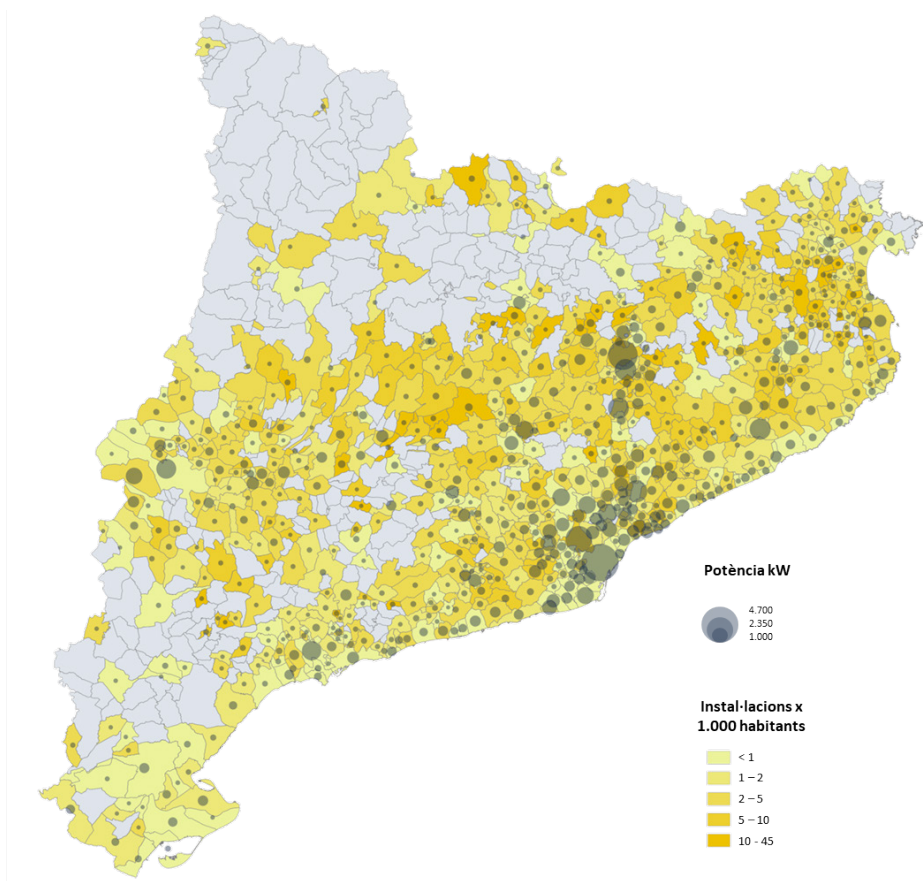 Potència kW
4.700
2.350
1.000
Instal·lacions x
1.000 habitants
< 1
1 – 2
2 – 5
5 – 10
10 - 45